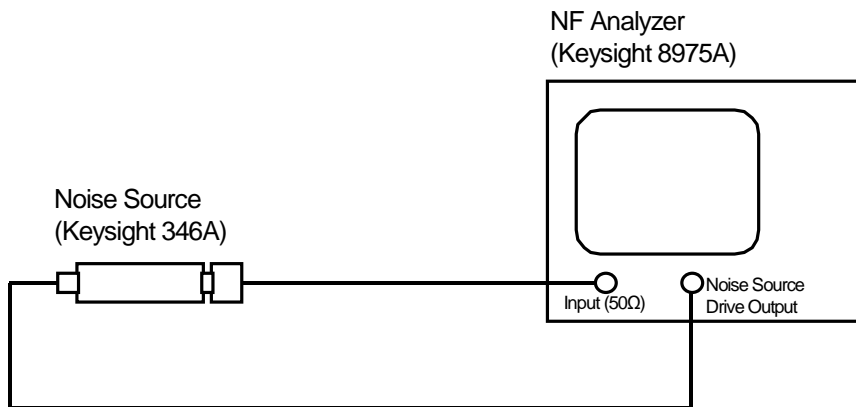 NF Analyzer
(Keysight 8975A)
Noise Source
(Keysight 346A)
Input (50Ω)
Noise Source
Drive Output